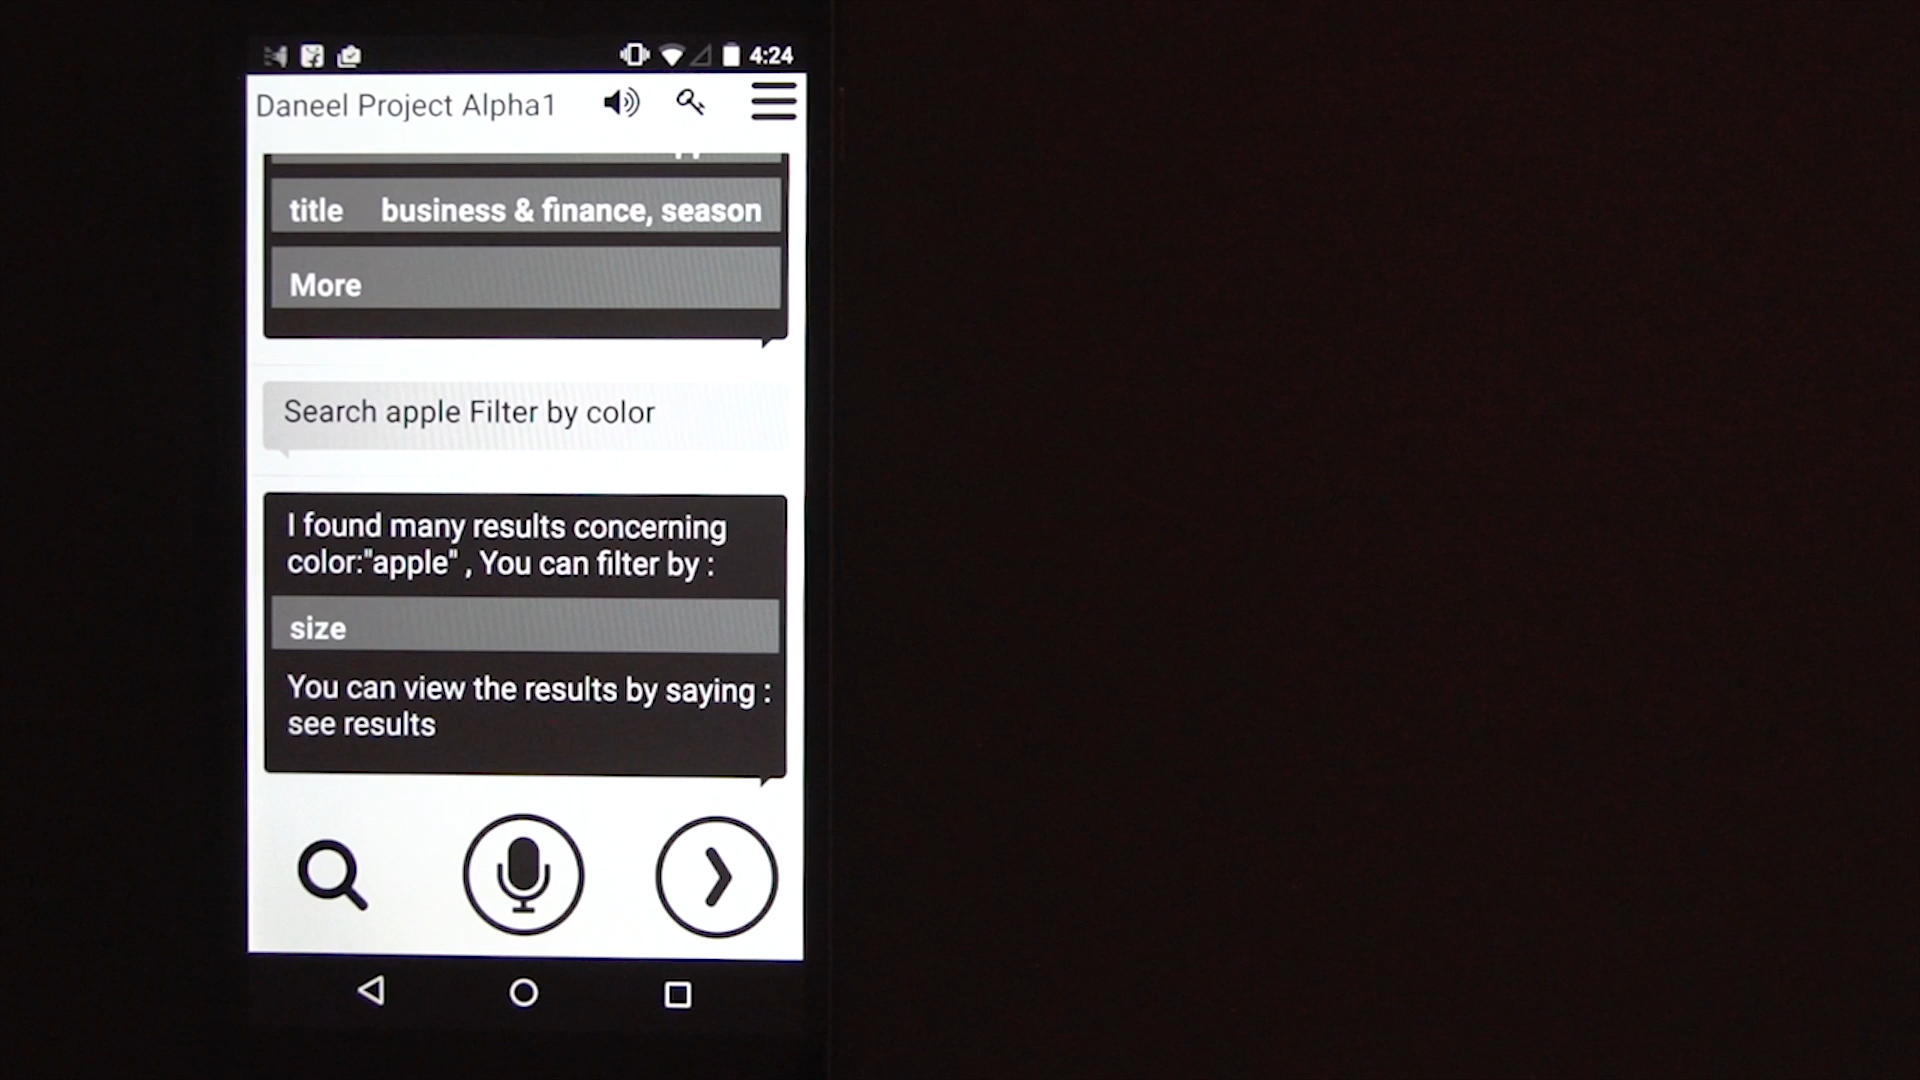 4:24
Daneel Project Alpha1
title business & finance, season
More
Search apple Filter by color
I found many results concerning
color:"apple" , You can filter by :
size
You can view the results by saying :
see results